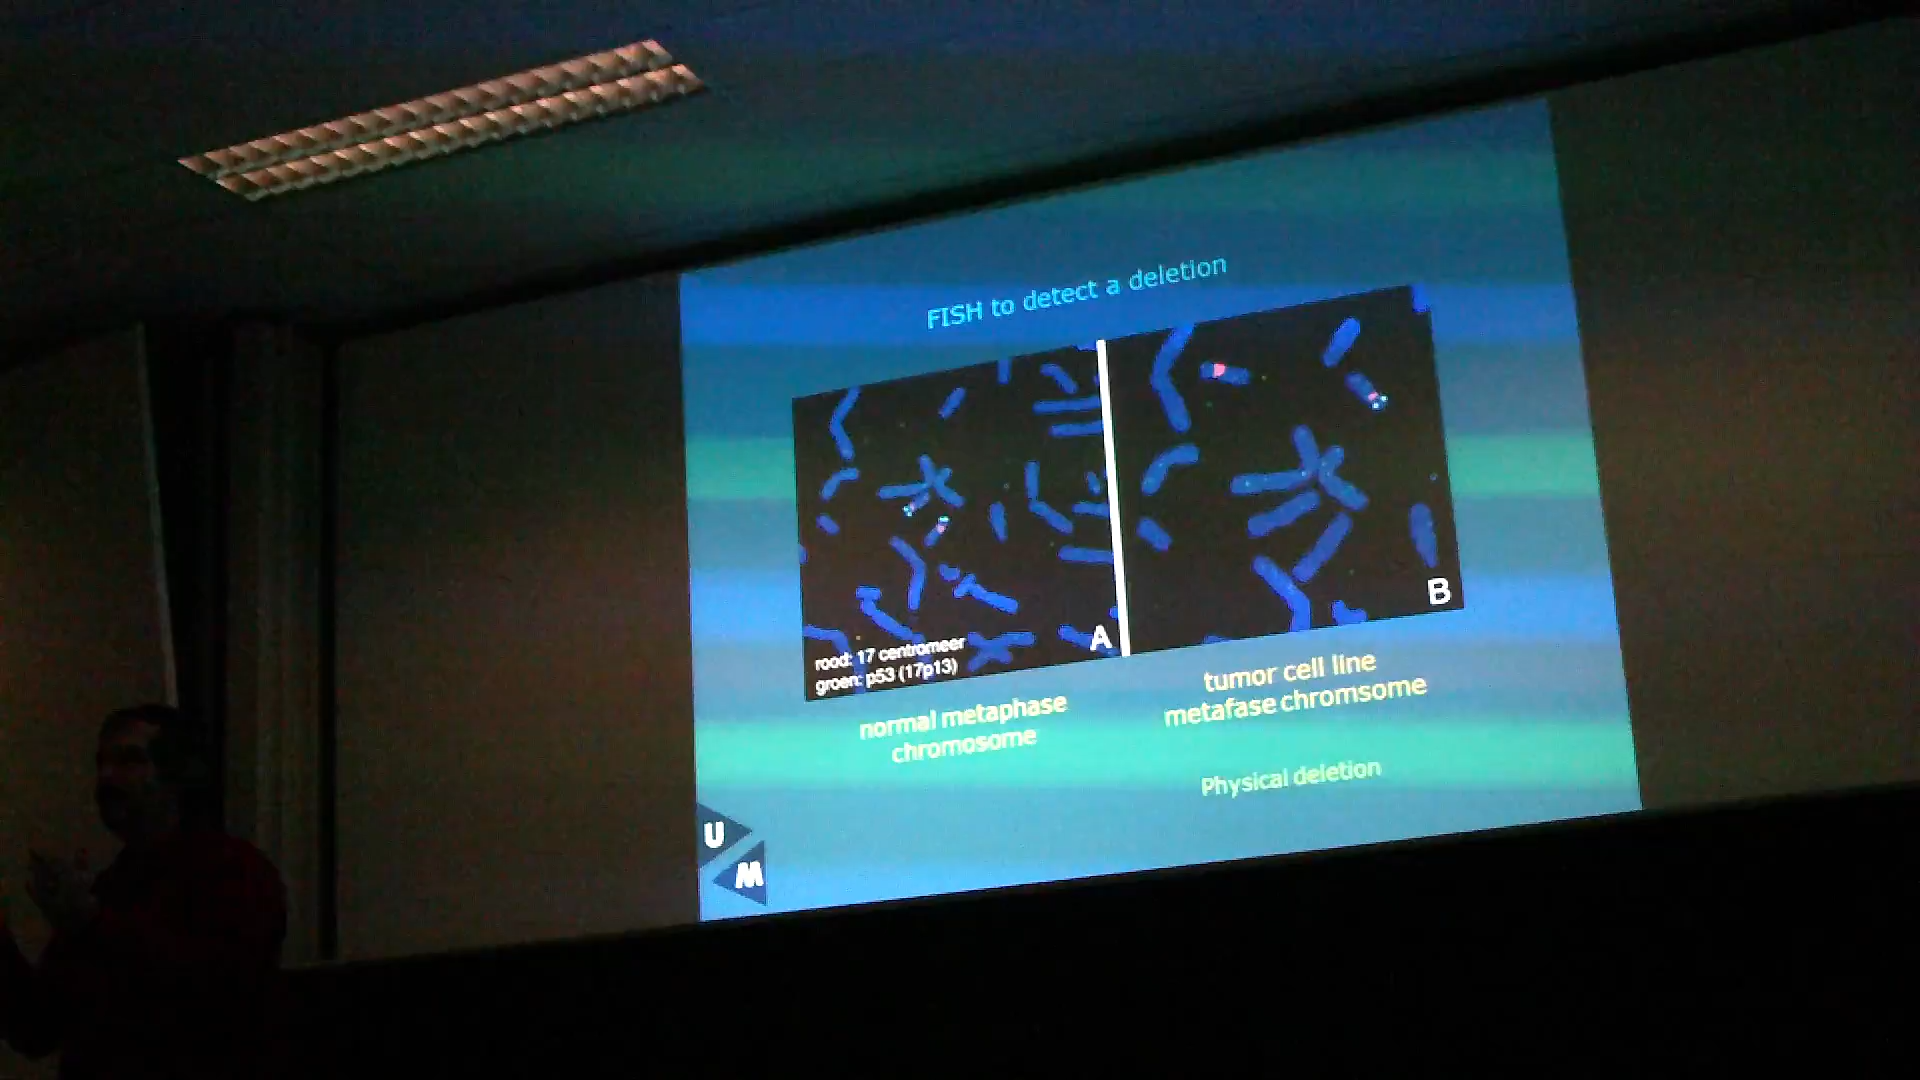 FISH to detect a deletion
rood: 17 centromeer
groen: p53 (17p13)
A
B
normal metaphase
chromosome
tumor cell line
metafase chromsome
Physical deletion
U
M